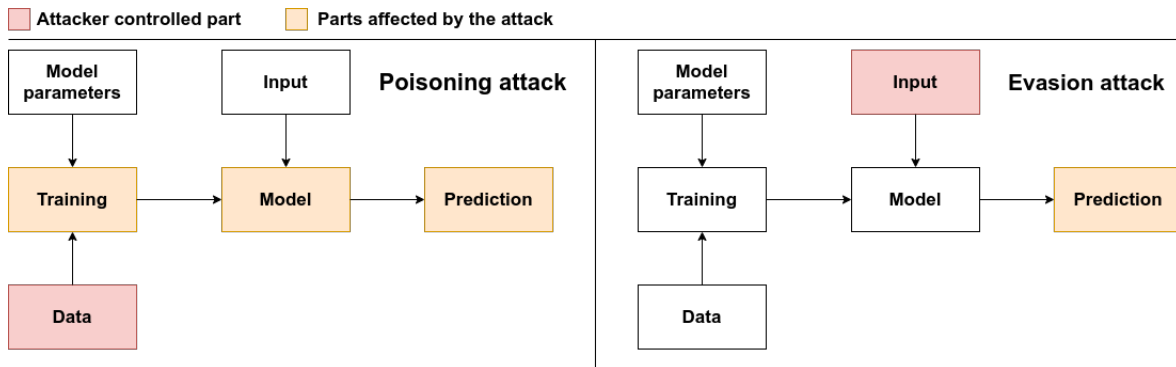 Attacker controlled part
Parts affected by the attack
Model
parameters
Input
Poisoning attack
Training
Model
Prediction
Data
Model
parameters
Input
Evasion attack
Training
Model
Prediction
Data